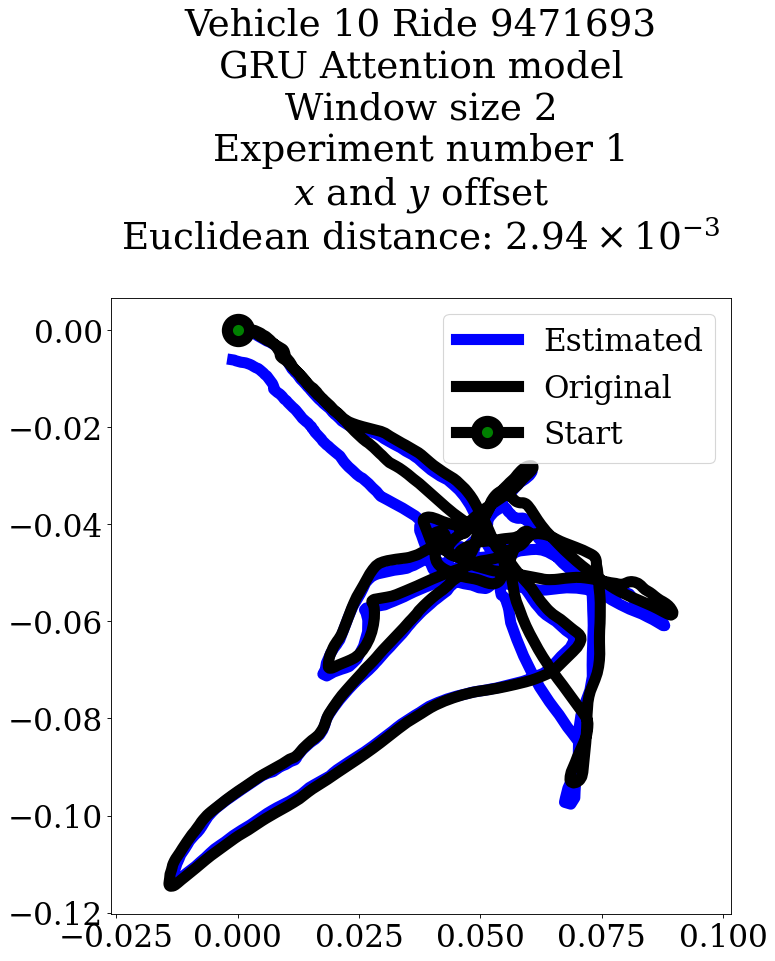 Vehicle 10 Ride 9471693
GRU Attention model
Window size 2
Experiment number 1
x and y offset
Euclidean distance: 2.94 × 10⁻³
Estimated
Original
Start
0.00
−0.02
−0.04
−0.06
−0.08
−0.10
−0.12
−0.025 0.000 0.025 0.050 0.075 0.100